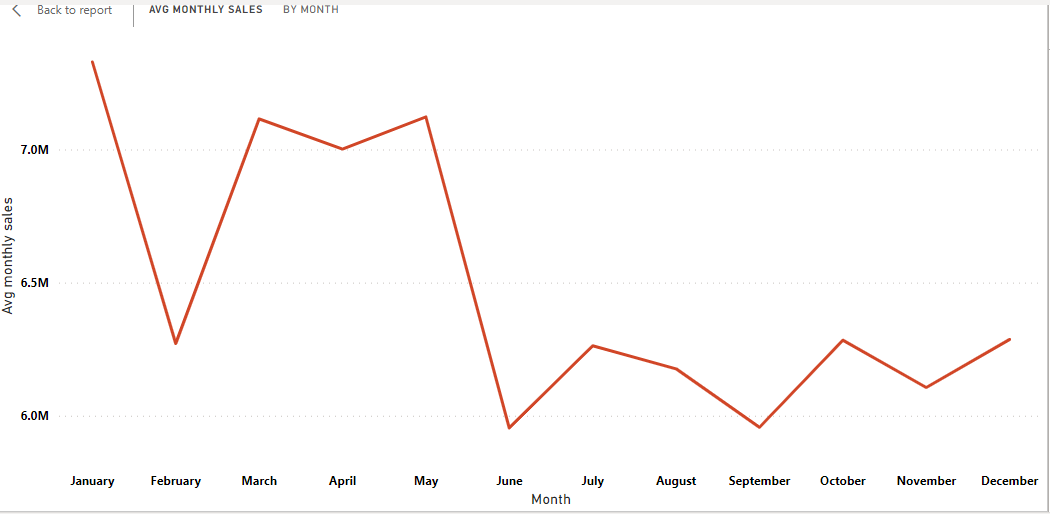 Back to report
AVG MONTHLY SALES BY MONTH
7.0M
6.5M
6.0M
Avg monthly sales
January February March April May June July August September October November December
Month